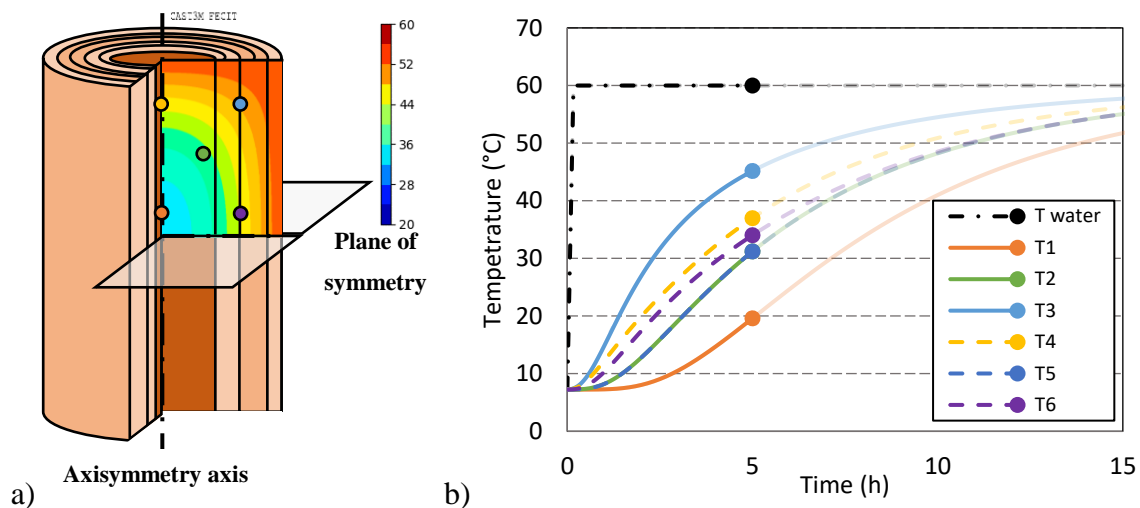 CAST3M FECIT
60
52
44
36
28
20
Plane of
symmetry
Axisymmetry axis
a)
b)
Tempetrature (°C)
70
60
50
40
30
20
10
0
0
5
10
15
Time (h)
T water
T1
T2
T3
T4
T5
T6